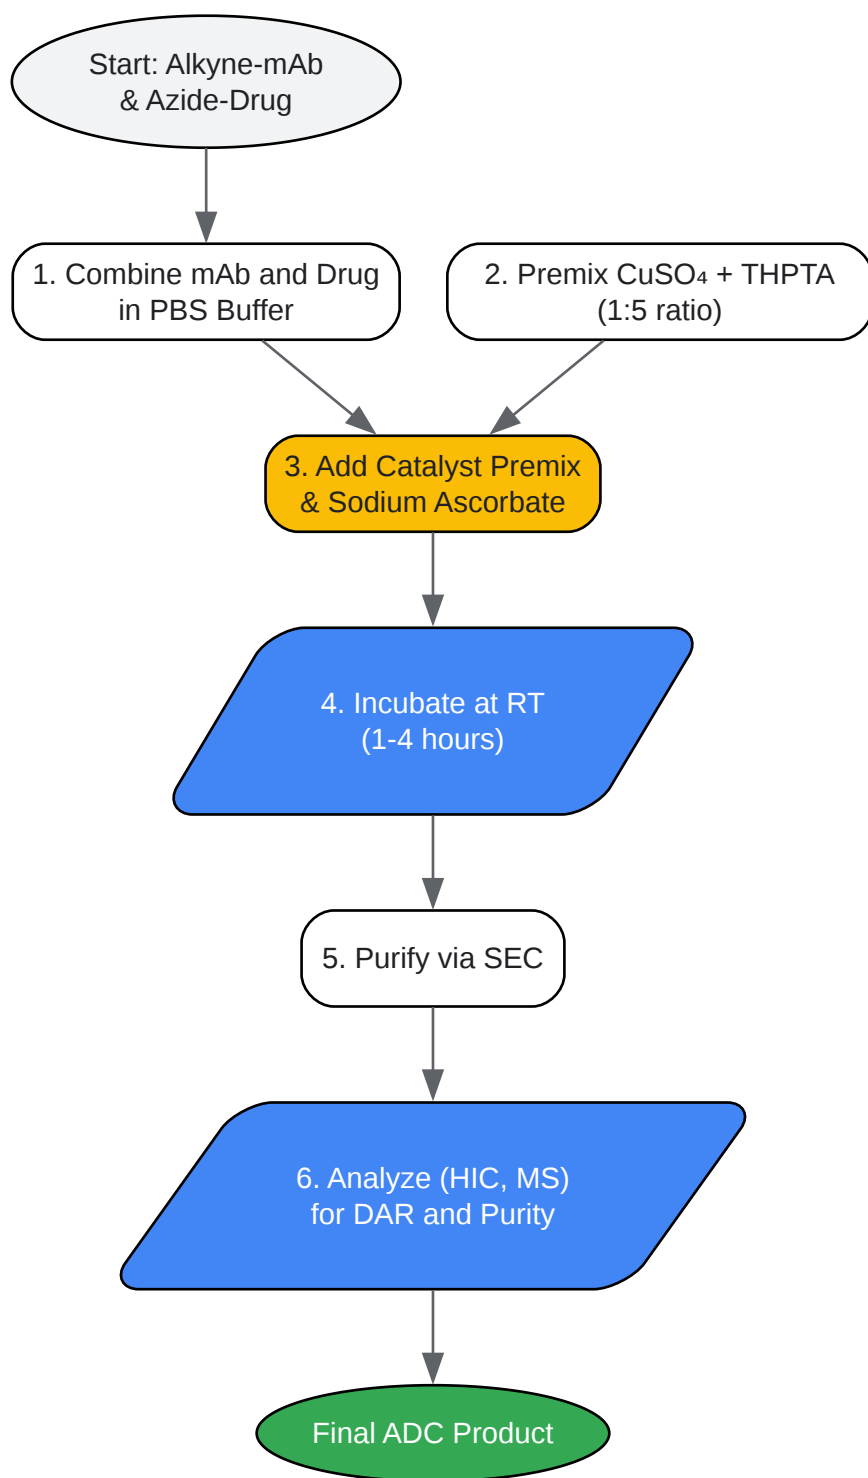 Start: Alkyne-mAb
& Azide-Drug
1. Combine mAb and Drug
in PBS Buffer
2. Premix CuSO₄ + THPTA
(1:5 ratio)
3. Add Catalyst Premix
& Sodium Ascorbate
4. Incubate at RT
(1-4 hours)
5. Purify via SEC
6. Analyze (HIC, MS)
for DAR and Purity
Final ADC Product